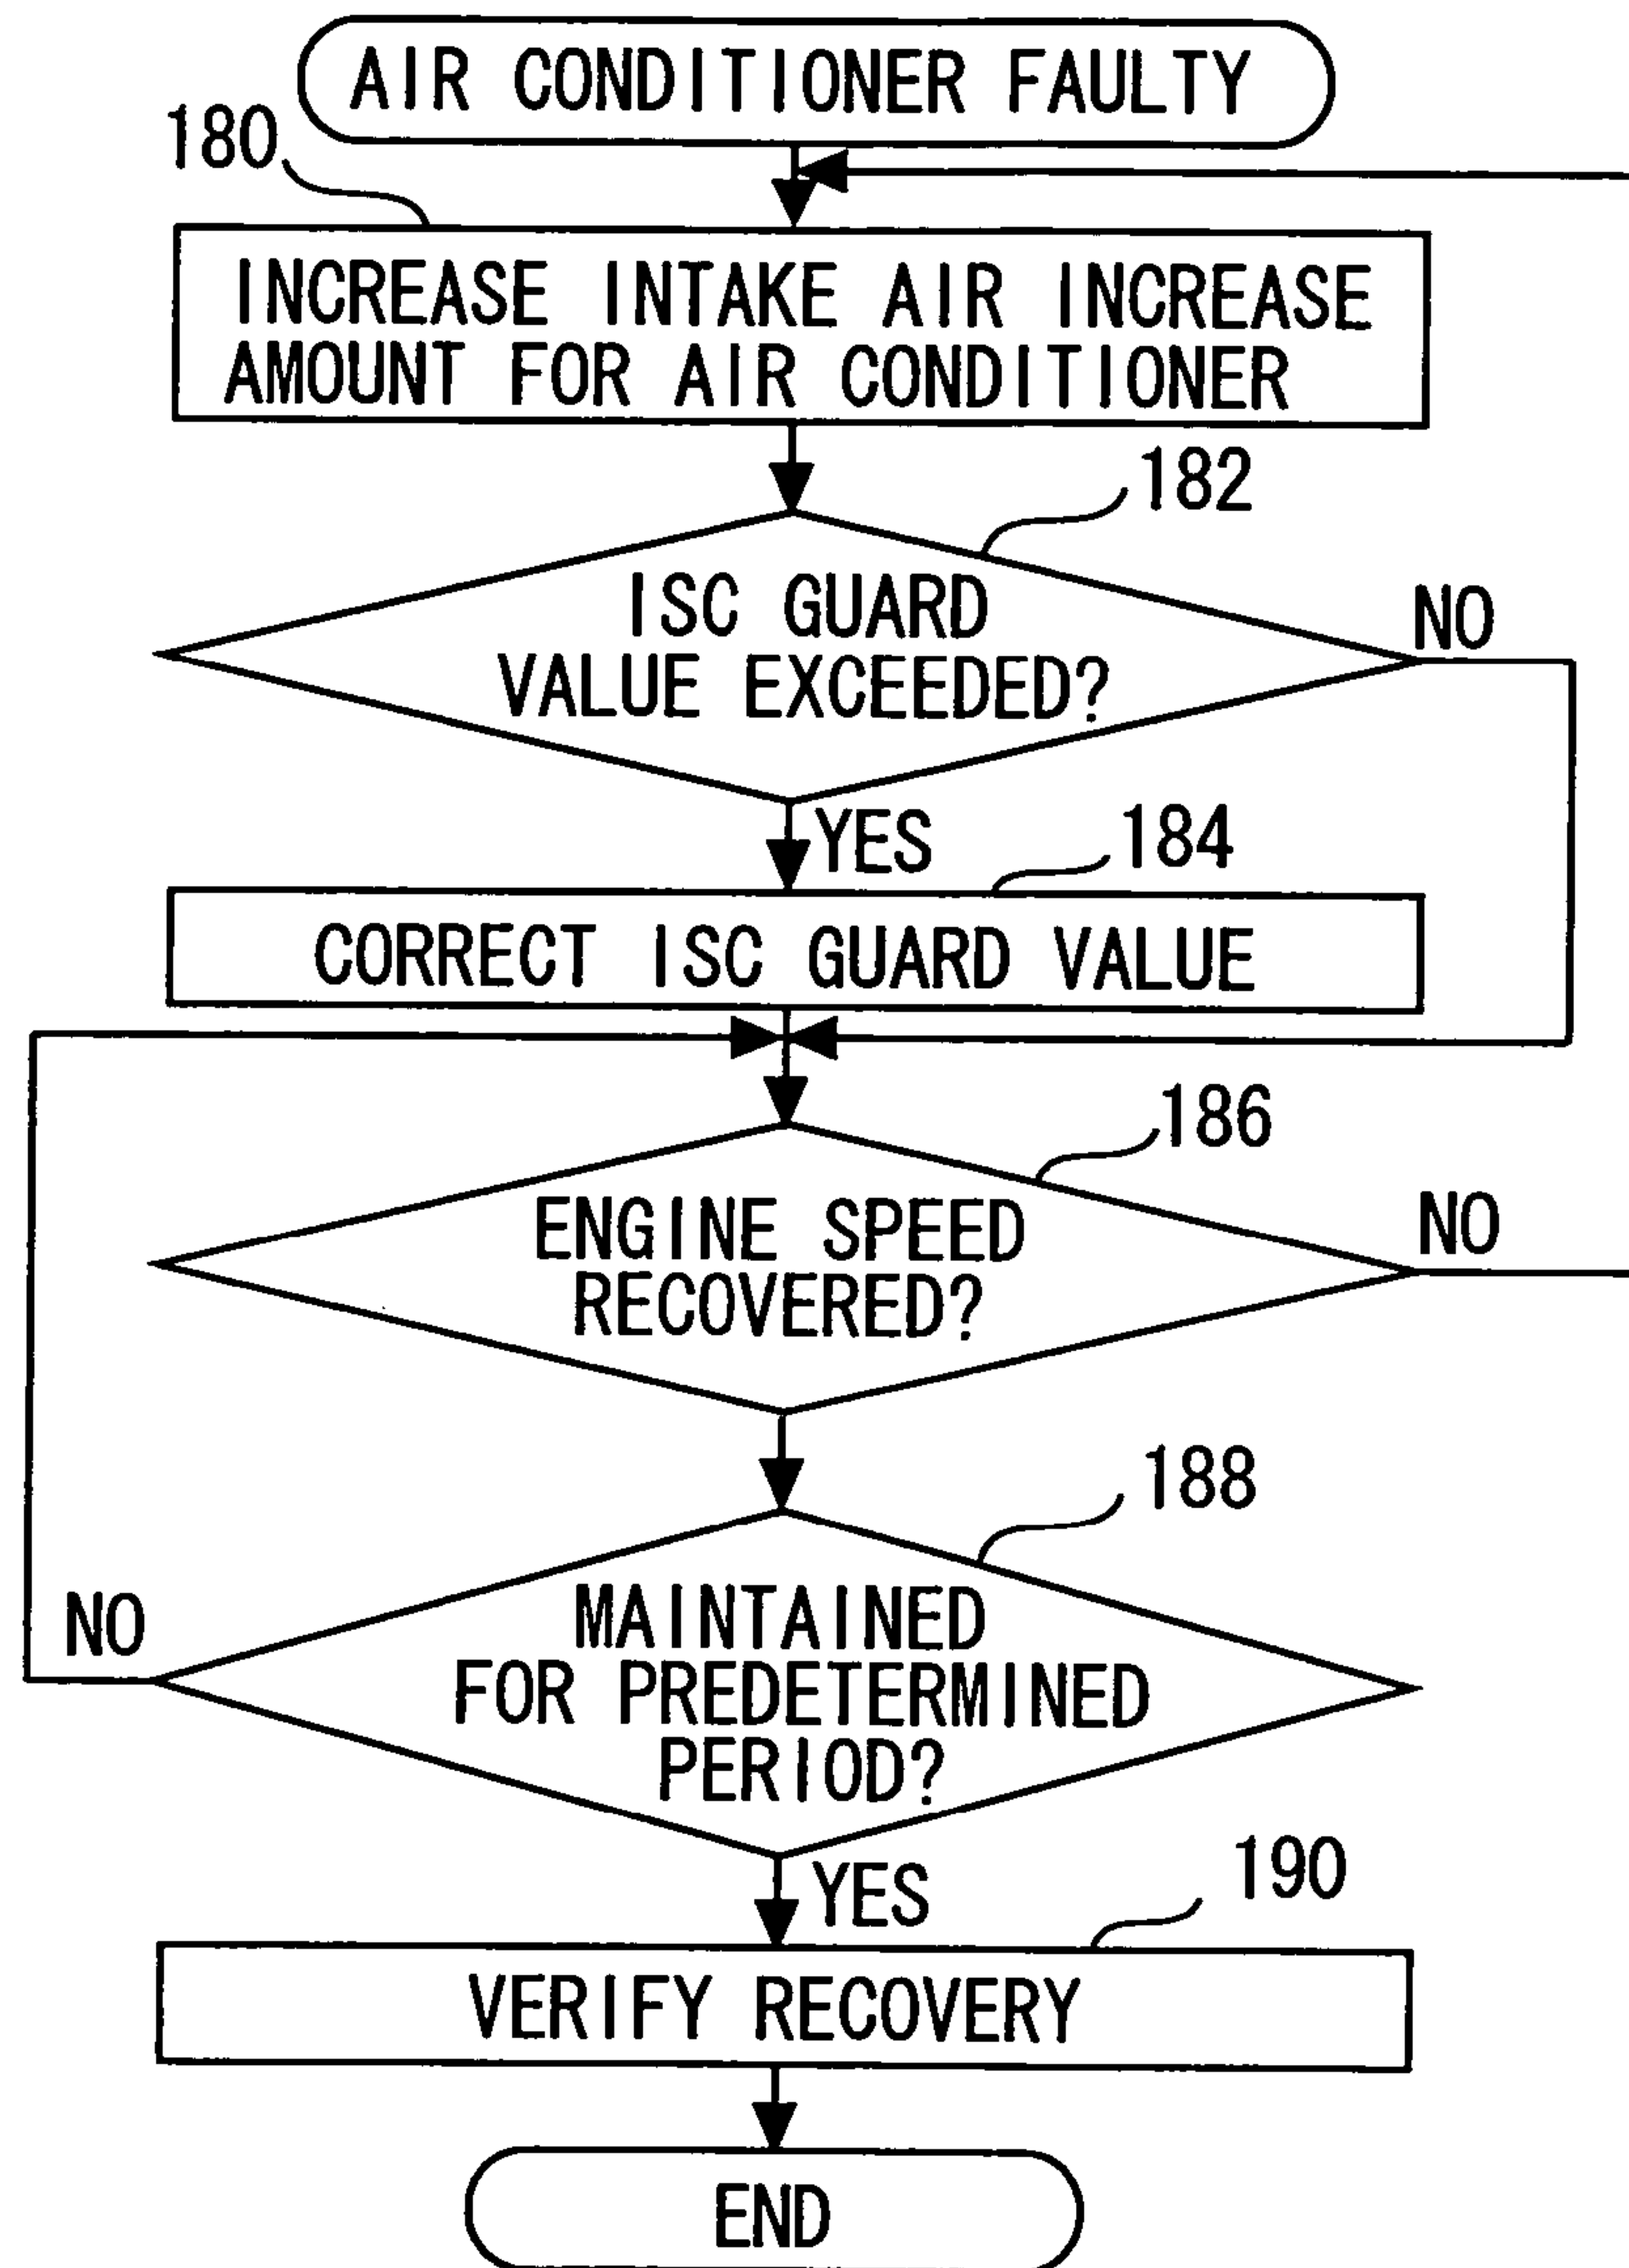 AIR CONDITIONER FAULTY
180
INCREASE INTAKE AIR INCREASE
AMOUNT FOR AIR CONDITIONER
182
ISC GUARD
VALUE EXCEEDED?
NO
YES
184
CORRECT ISC GUARD VALUE
186
ENGINE SPEED
RECOVERED?
NO
188
MAINTAINED
FOR PREDETERMINED
PERIOD?
NO
YES
190
VERIFY RECOVERY
END